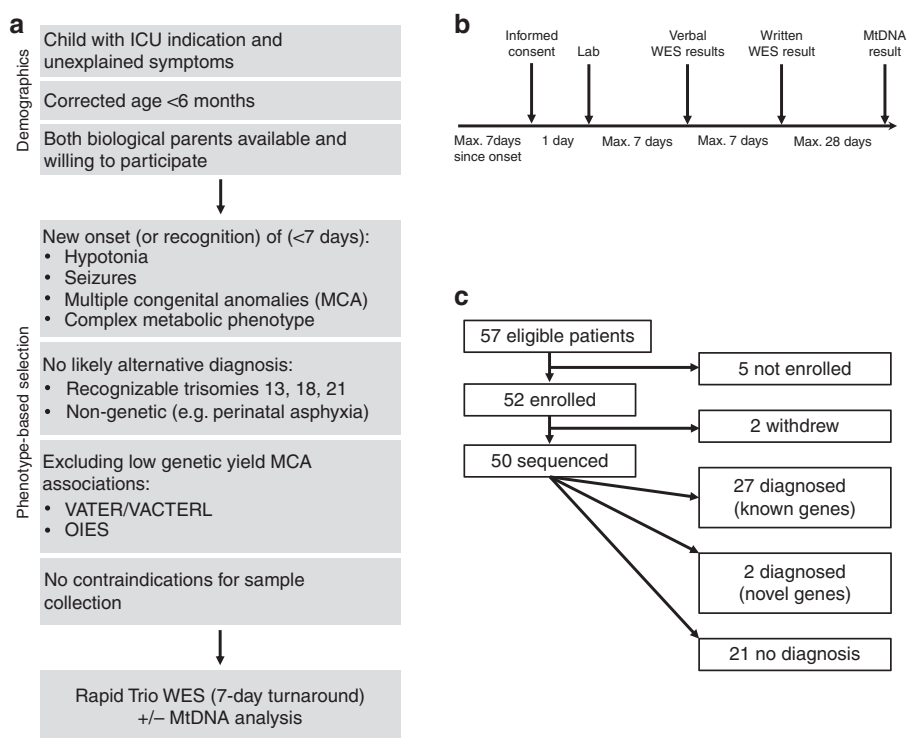 a
Demographics
Child with ICU indication and
unexplained symptoms
Corrected age <6 months
Both biological parents available and
willing to participate
Phenotype-based selection
New onset (or recognition) of (<7 days):
• Hypotonia
• Seizures
• Multiple congenital anomalies (MCA)
• Complex metabolic phenotype
No likely alternative diagnosis:
• Recognizable trisomies 13, 18, 21
• Non-genetic (e.g. perinatal asphyxia)
Excluding low genetic yield MCA
associations:
• VATER/VACTERL
• OIES
No contraindications for sample
collection
Rapid Trio WES (7-day turnaround)
+/– MtDNA analysis
b
Informed
consent
Lab
Verbal
WES results
Written
WES result
MtDNA
result
Max. 7days
since onset
1 day
Max. 7 days
Max. 7 days
Max. 28 days
c
57 eligible patients
5 not enrolled
52 enrolled
2 withdrew
50 sequenced
27 diagnosed
(known genes)
2 diagnosed
(novel genes)
21 no diagnosis